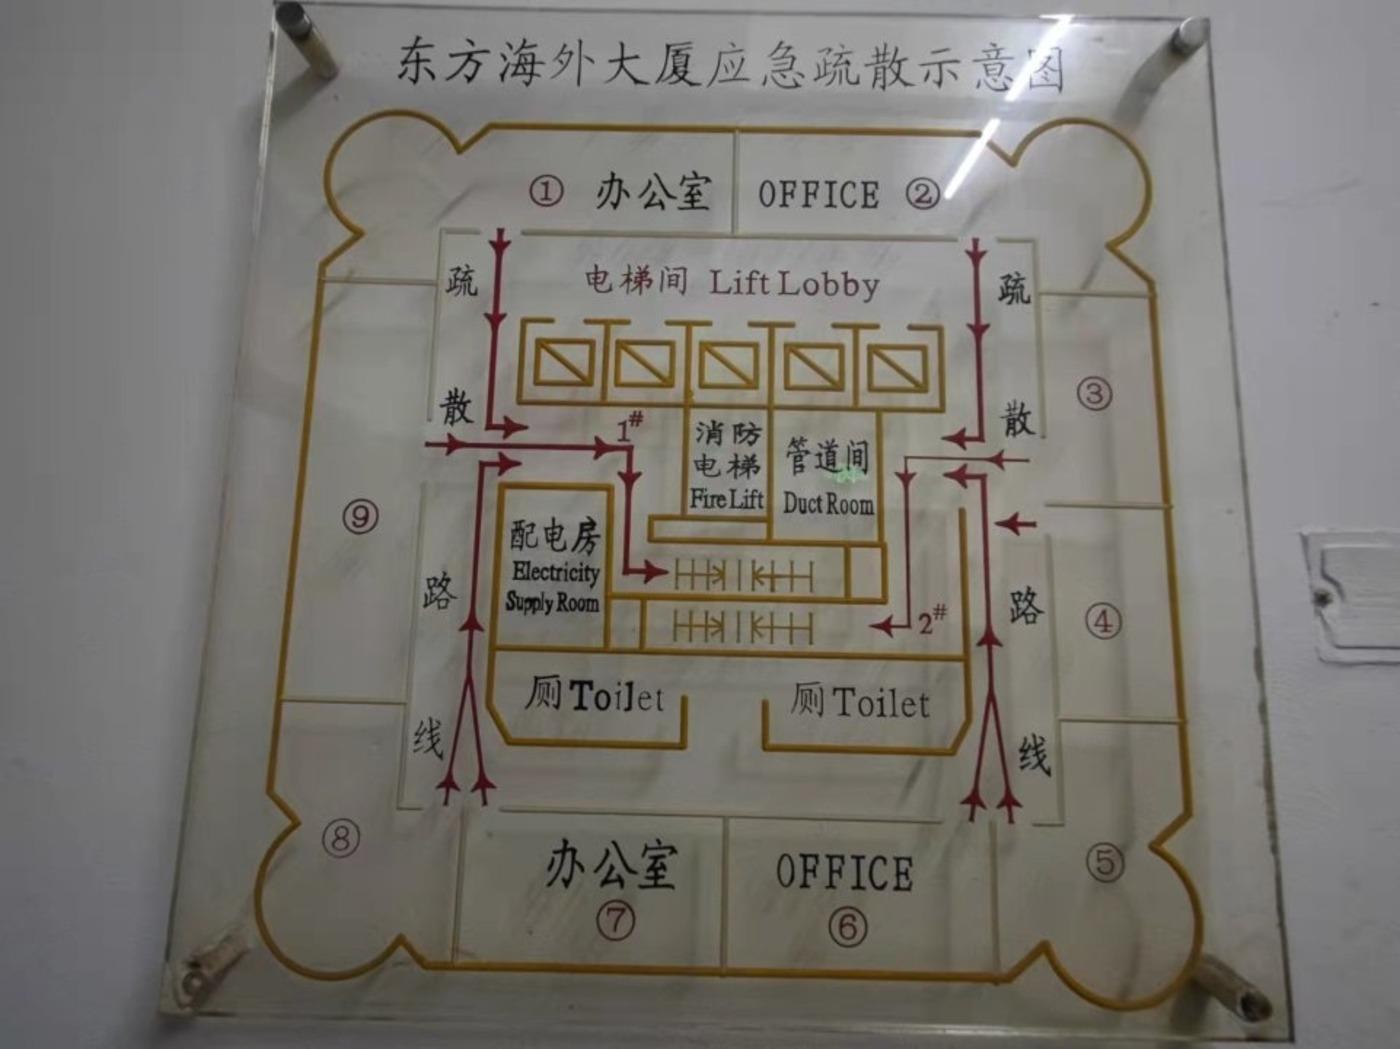 东方海外大厦应急疏散示意图
① 办公室 OFFICE ②
疏
电梯间 Lift Lobby
疏
散
1#
消防
电梯
Fire Lift
管道间
Duct Room
散
③
⑨
配电房
Electricity
Supply Room
路
2#
路
④
厕 Toilet
厕 Toilet
线
线
⑧
办公室
⑦
OFFICE
⑥
⑤